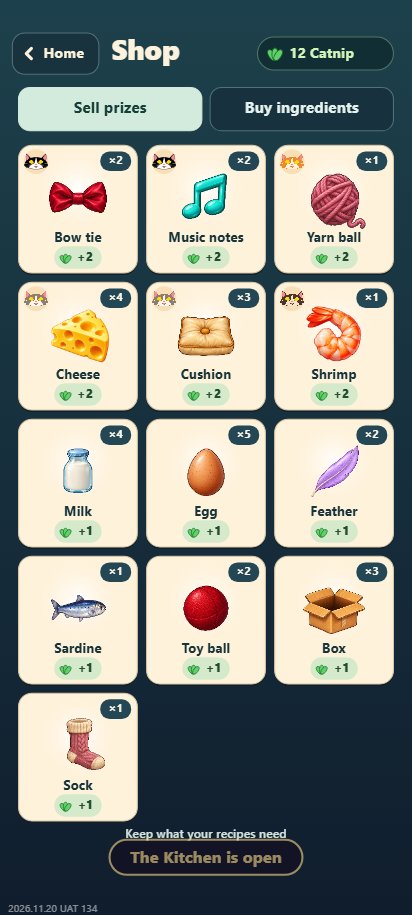 Home
Shop
12 Catnip
Sell prizes
Buy ingredients
×2
×2
×1
Bow tie
Music notes
Yarn ball
+2
+2
+2
×4
×3
×1
Cheese
Cushion
Shrimp
+2
+2
+2
×4
×5
×2
Milk
Egg
Feather
+1
+1
+1
×1
×2
×3
Sardine
Toy ball
Box
+1
+1
+1
×1
Sock
+1
Keep what your recipes need
The Kitchen is open
2026.11.20 UAT 134